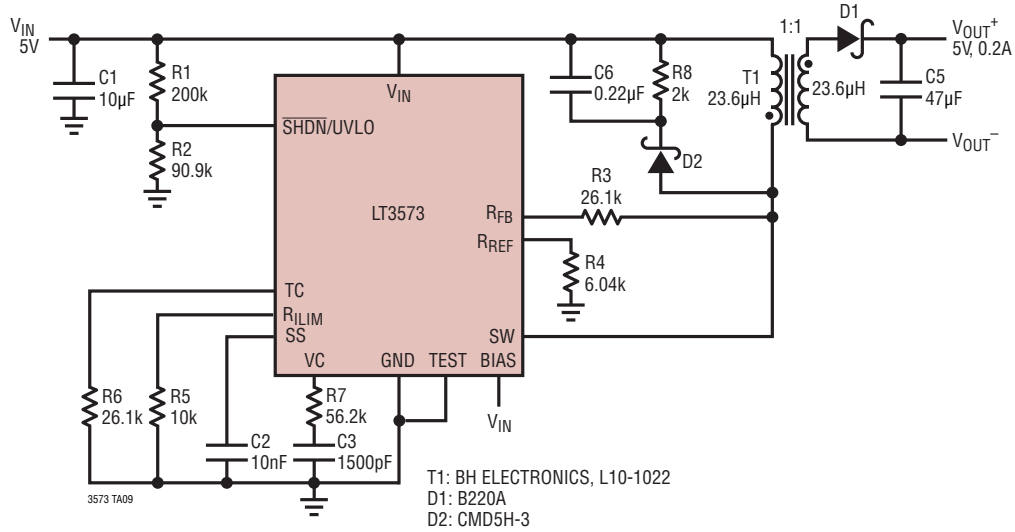 VIN
5V
C1
10µF
R1
200k
R2
90.9k
VIN
SHDN/UVLO
LT3573
RFB
RREF
TC
RILIM
SS
VC
GND
TEST
BIAS
SW
C6
0.22µF
R8
2k
D2
R3
26.1k
R4
6.04k
T1
23.6µH
1:1
23.6µH
D1
C5
47µF
VOUT+
5V, 0.2A
VOUT–
R6
26.1k
R5
10k
C2
10nF
R7
56.2k
C3
1500pF
VIN
3573 TA09
T1: BH ELECTRONICS, L10-1022
D1: B220A
D2: CMD5H-3